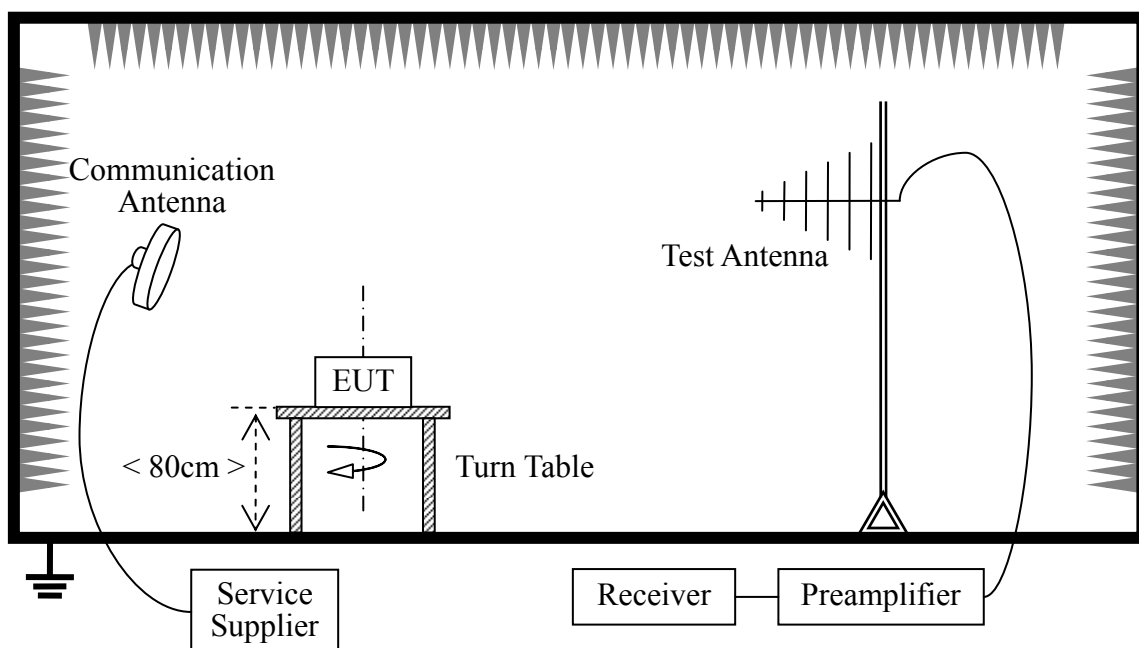 Communication
Antenna
Test Antenna
EUT
< 80cm >
Turn Table
Service
Supplier
Receiver
Preamplifier